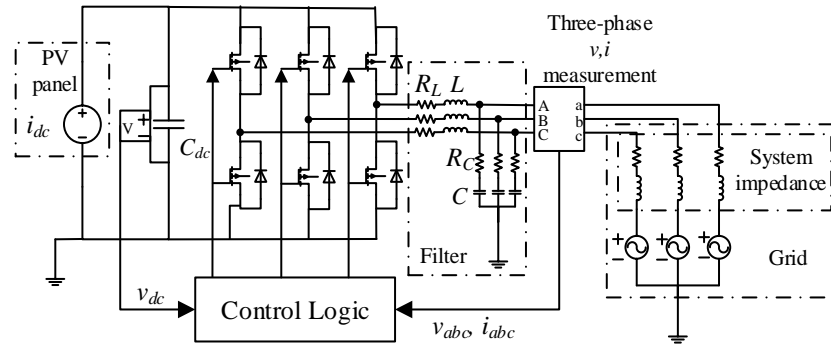 PV
panel
i_dc
+
−
V
+
−
C_dc
R_L L
R_C
C
Filter
Three-phase
v,i
measurement
A
B
C
a
b
c
System
impedance
+
−
+
−
+
−
Grid
v_dc
Control Logic
v_abc, i_abc